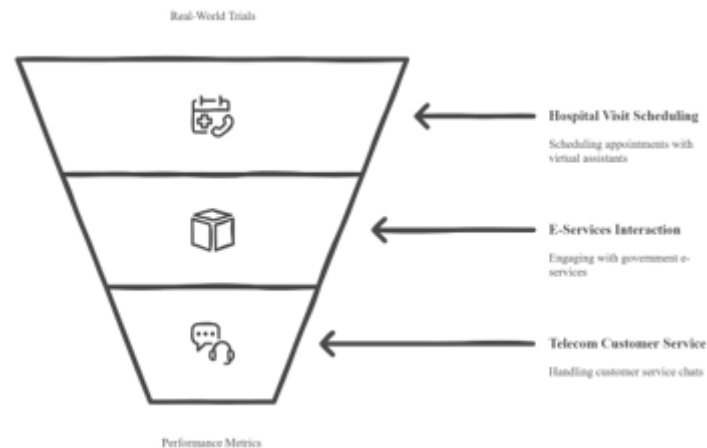 Real-World Trials
Hospital Visit Scheduling
Scheduling appointments with
virtual assistants
E-Services Interaction
Engaging with government e-
services
Telecom Customer Service
Handling customer service chats
Performance Metrics